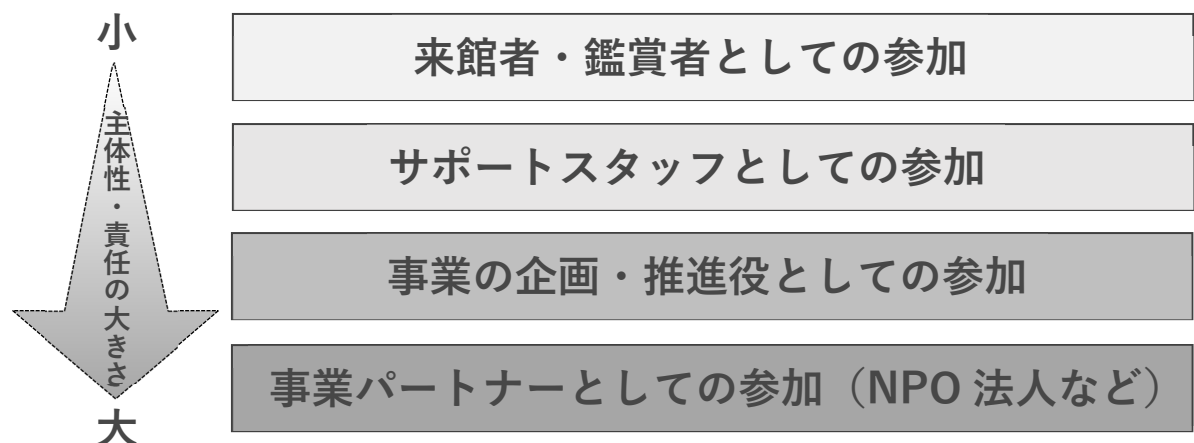 小
主体性・責任の大きさ
大
来館者・鑑賞者としての参加
サポートスタッフとしての参加
事業の企画・推進役としての参加
事業パートナーとしての参加（NPO 法人など）